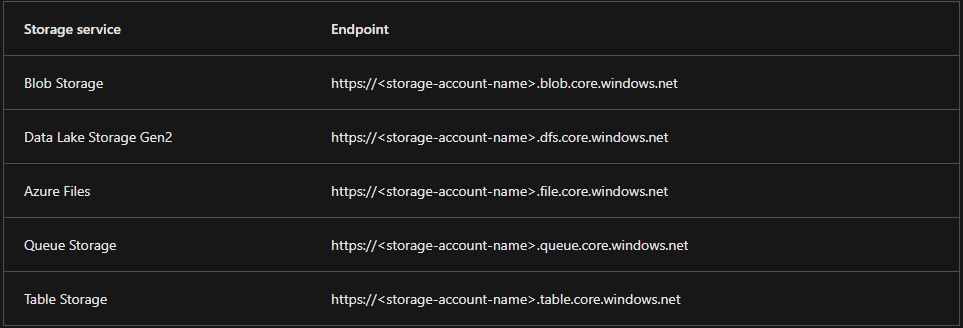 Storage service Endpoint
Blob Storage https://<storage-account-name>.blob.core.windows.net
Data Lake Storage Gen2 https://<storage-account-name>.dfs.core.windows.net
Azure Files https://<storage-account-name>.file.core.windows.net
Queue Storage https://<storage-account-name>.queue.core.windows.net
Table Storage https://<storage-account-name>.table.core.windows.net